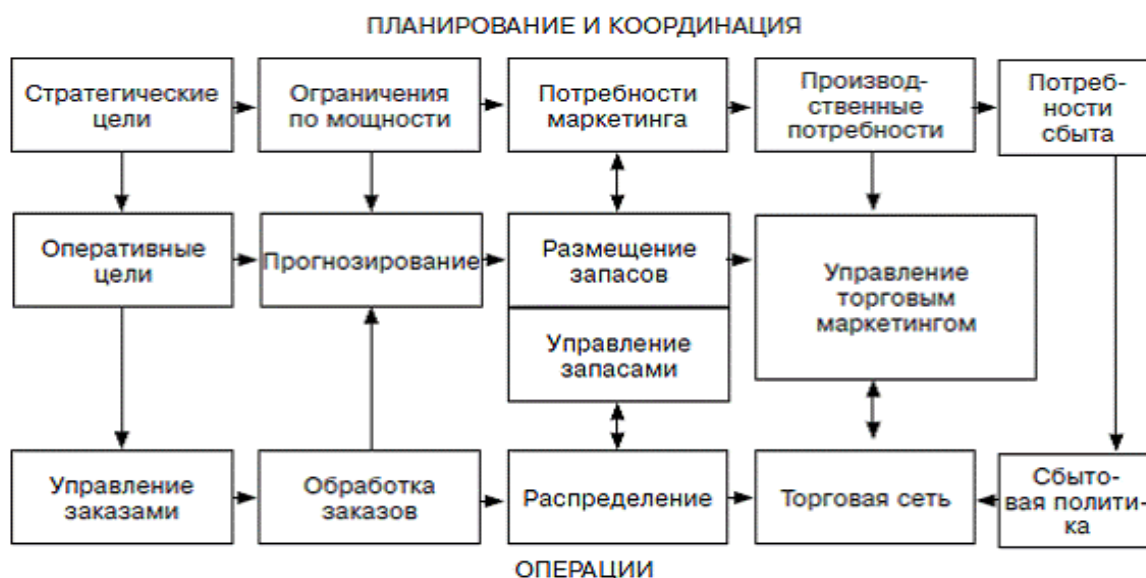 ПЛАНИРОВАНИЕ И КООРДИНАЦИЯ
Стратегические
цели
Ограничения
по мощности
Потребности
маркетинга
Производ-
ственные
потребности
Потреб-
ности
сбыта
Оперативные
цели
Прогнозирование
Размещение
запасов
Управление
запасами
Управление
торговым
маркетингом
Управление
заказами
Обработка
заказов
Распределение
Торговая сеть
Сбыто-
вая полити-
ка
ОПЕРАЦИИ